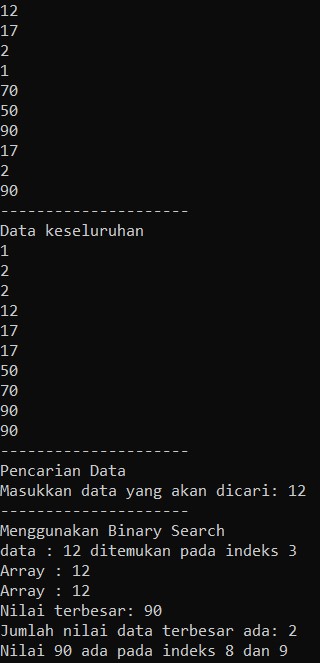 12
17
2
1
70
50
90
17
2
90
---------------------
Data keseluruhan
1
2
2
12
17
17
50
70
90
90
---------------------
Pencarian Data
Masukkan data yang akan dicari: 12
---------------------
Menggunakan Binary Search
data : 12 ditemukan pada indeks 3
Array : 12
Array : 12
Nilai terbesar: 90
Jumlah nilai data terbesar ada: 2
Nilai 90 ada pada indeks 8 dan 9